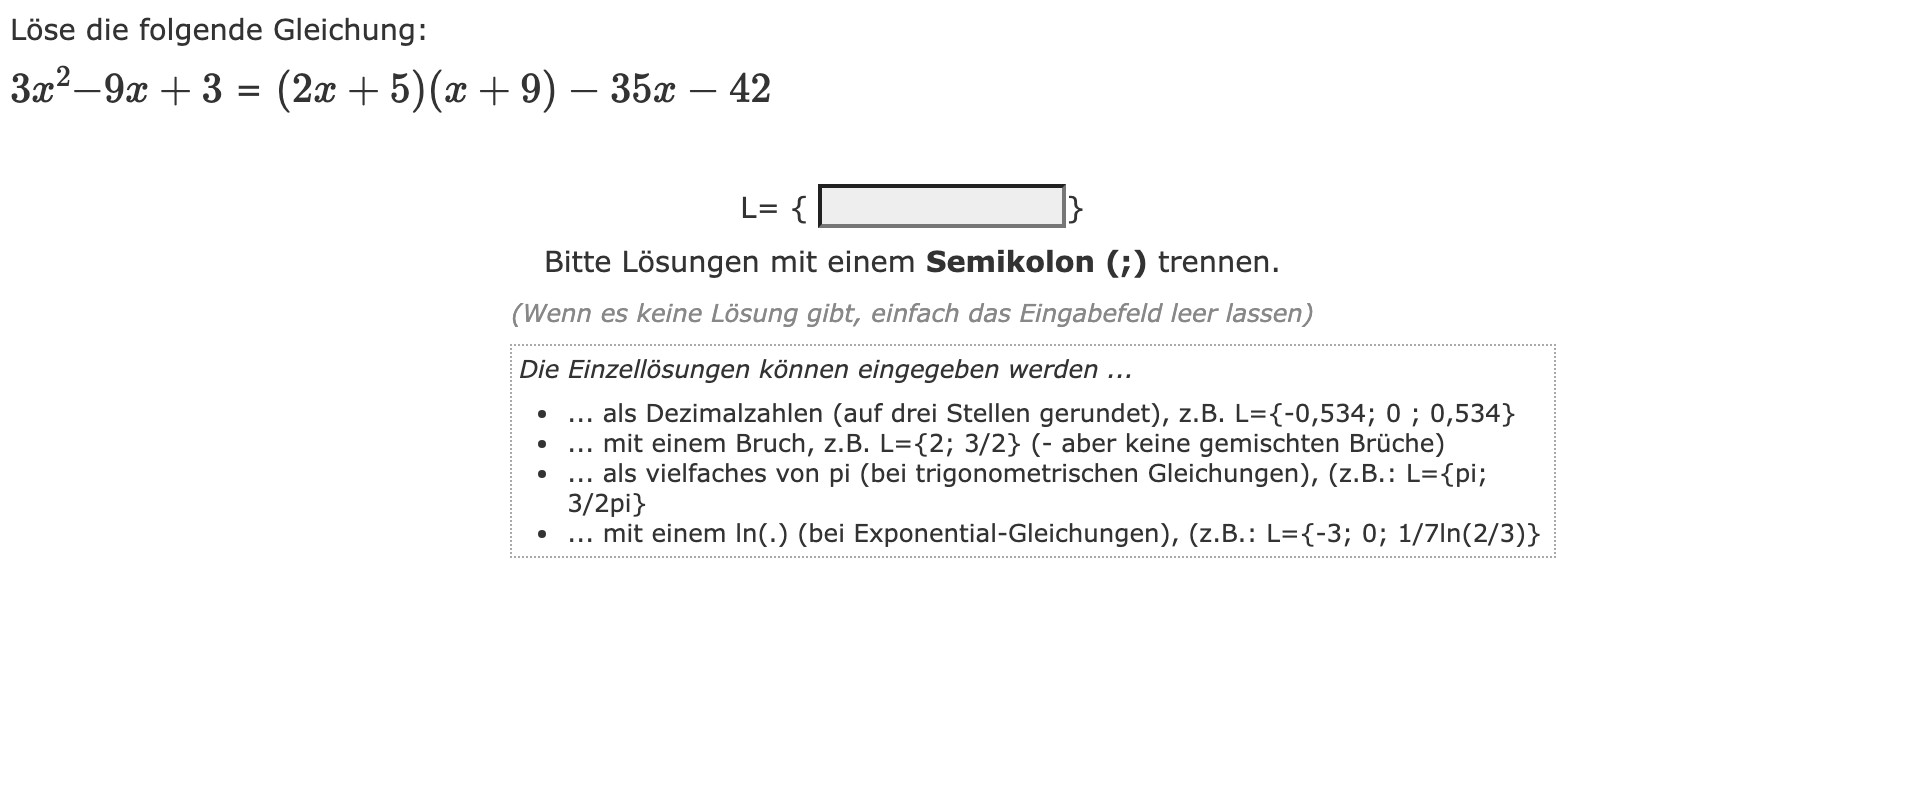 Löse die folgende Gleichung:
3x²−9x + 3 = (2x + 5)(x + 9) − 35x − 42
L= { }
Bitte Lösungen mit einem Semikolon (;) trennen.
(Wenn es keine Lösung gibt, einfach das Eingabefeld leer lassen)
Die Einzellösungen können eingegeben werden ...
• ... als Dezimalzahlen (auf drei Stellen gerundet), z.B. L={-0,534; 0 ; 0,534}
• ... mit einem Bruch, z.B. L={2; 3/2} (- aber keine gemischten Brüche)
• ... als vielfaches von pi (bei trigonometrischen Gleichungen), (z.B.: L={pi;
3/2pi}
• ... mit einem ln(.) (bei Exponential-Gleichungen), (z.B.: L={-3; 0; 1/7ln(2/3)}